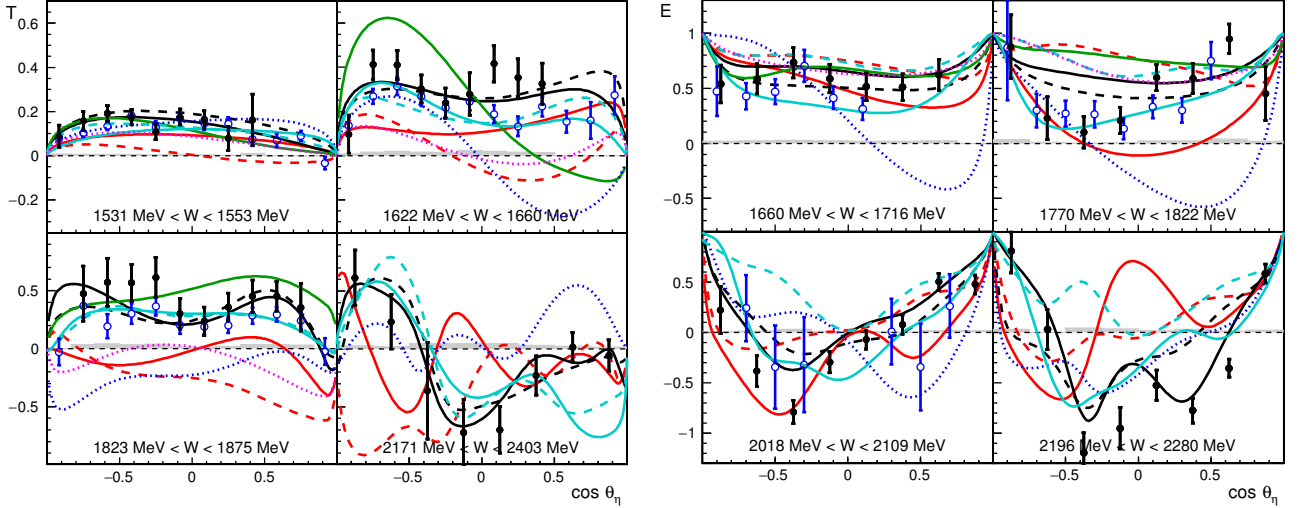 T
0.6
0.4
0.2
0
−0.2
1531 MeV < W < 1553 MeV
1622 MeV < W < 1660 MeV
0.5
0
−0.5
1823 MeV < W < 1875 MeV
2171 MeV < W < 2403 MeV
−0.5 0 0.5 −0.5 0 0.5
cos θη
E
1
0.5
0
−0.5
1660 MeV < W < 1716 MeV
1770 MeV < W < 1822 MeV
0.5
0
−0.5
−1
2018 MeV < W < 2109 MeV
2196 MeV < W < 2280 MeV
−0.5 0 0.5 −0.5 0 0.5
cos θη